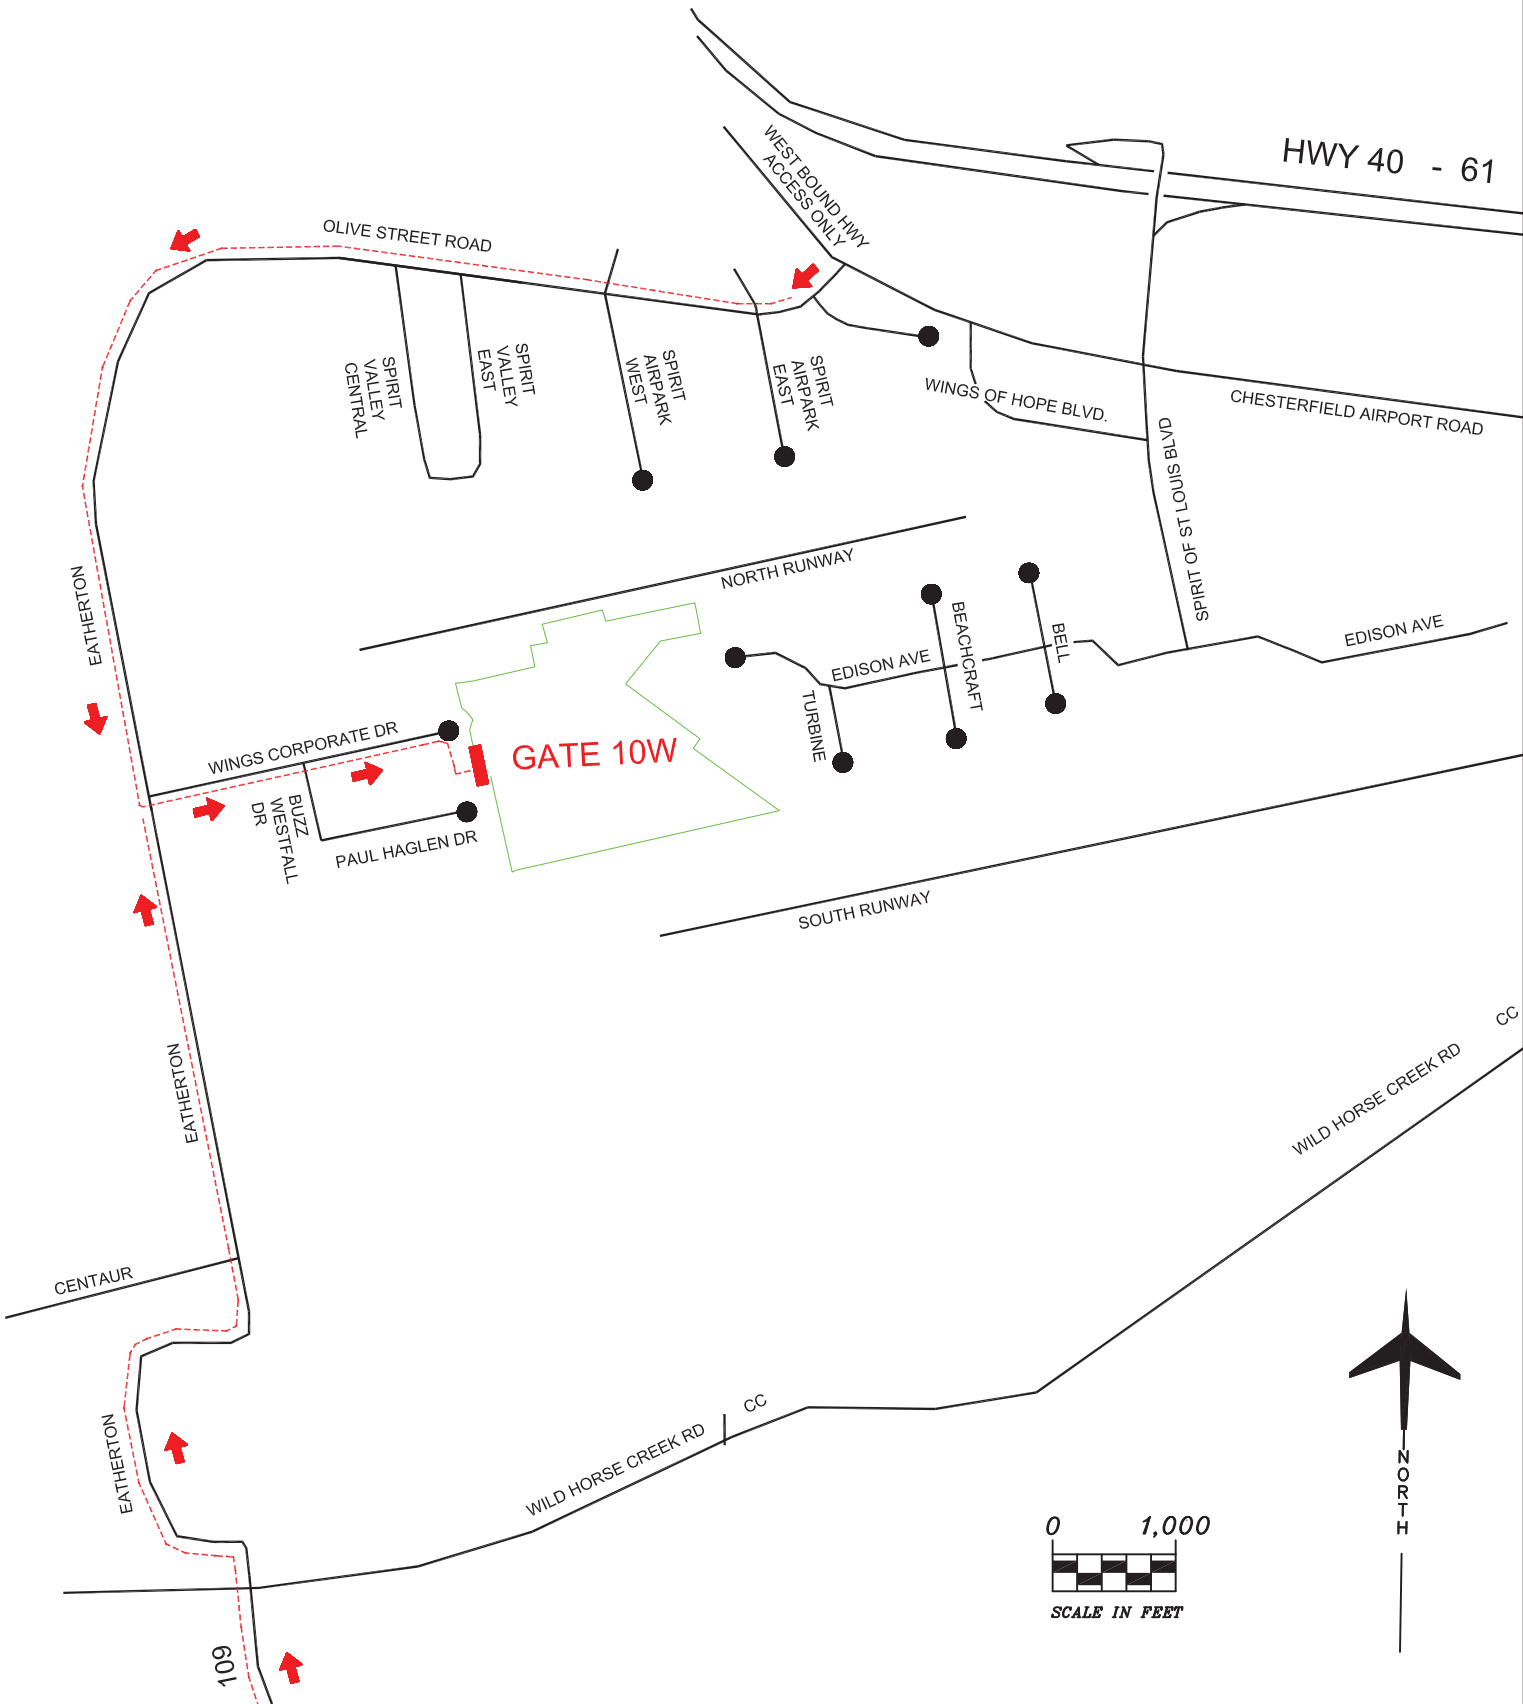 HWY 40 - 61
WEST BOUND HWY
ACCESS ONLY
OLIVE STREET ROAD
SPIRIT
VALLEY
CENTRAL
SPIRIT
VALLEY
EAST
SPIRIT
AIRPARK
WEST
SPIRIT
AIRPARK
EAST
WINGS OF HOPE BLVD.
CHESTERFIELD AIRPORT ROAD
SPIRIT OF ST LOUIS BLVD
NORTH RUNWAY
EATHERTON
BEACHCRAFT
BELL
EDISON AVE
EDISON AVE
TURBINE
WINGS CORPORATE DR
GATE 10W
BUZZ
WESTFALL
DR
PAUL HAGLEN DR
SOUTH RUNWAY
EATHERTON
CC
WILD HORSE CREEK RD
CENTAUR
CC
WILD HORSE CREEK RD
EATHERTON
109
NORTH
0 1,000
SCALE IN FEET